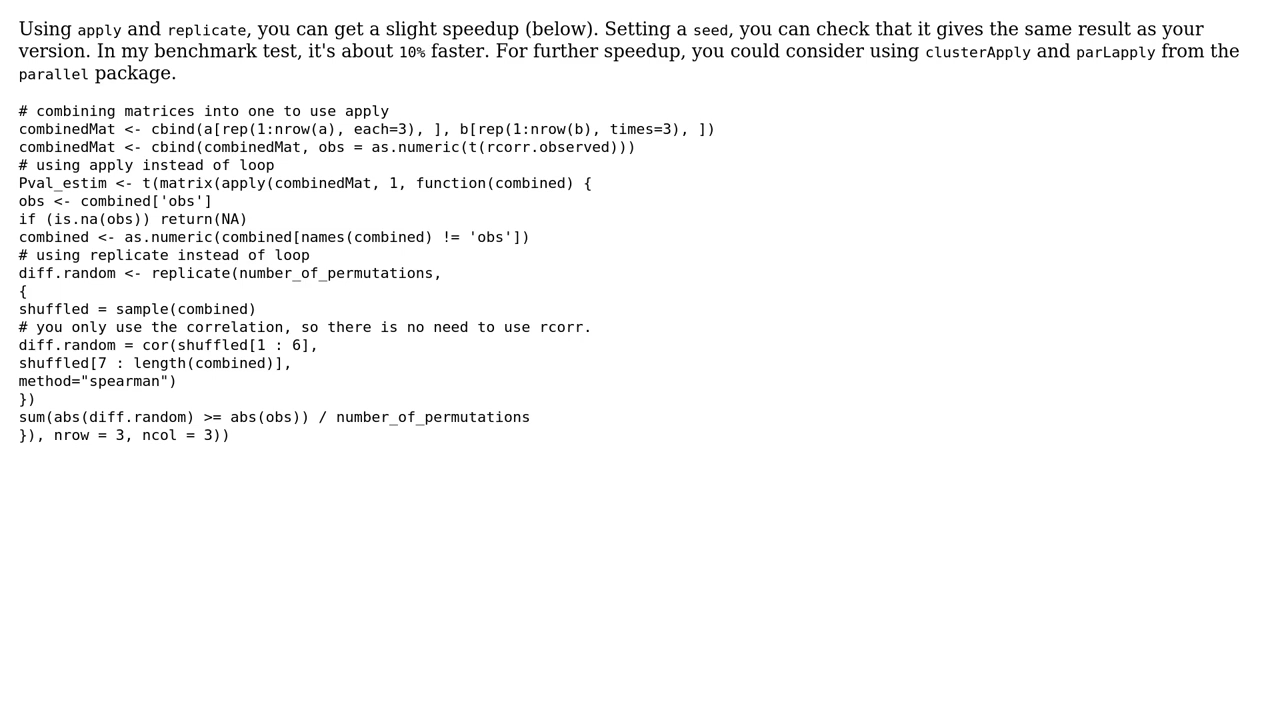 Using apply and replicate, you can get a slight speedup (below). Setting a seed, you can check that it gives the same result as your
version. In my benchmark test, it's about 10% faster. For further speedup, you could consider using clusterApply and parLapply from the
parallel package.
# combining matrices into one to use apply
combinedMat <- cbind(a[rep(1:nrow(a), each=3), ], b[rep(1:nrow(b), times=3), ])
combinedMat <- cbind(combinedMat, obs = as.numeric(t(rcorr.observed)))
# using apply instead of loop
Pval_estim <- t(matrix(apply(combinedMat, 1, function(combined) {
obs <- combined['obs']
if (is.na(obs)) return(NA)
combined <- as.numeric(combined[names(combined) != 'obs'])
# using replicate instead of loop
diff.random <- replicate(number_of_permutations,
{
shuffled = sample(combined)
# you only use the correlation, so there is no need to use rcorr.
diff.random = cor(shuffled[1 : 6],
shuffled[7 : length(combined)],
method="spearman")
})
sum(abs(diff.random) >= abs(obs)) / number_of_permutations
}), nrow = 3, ncol = 3))